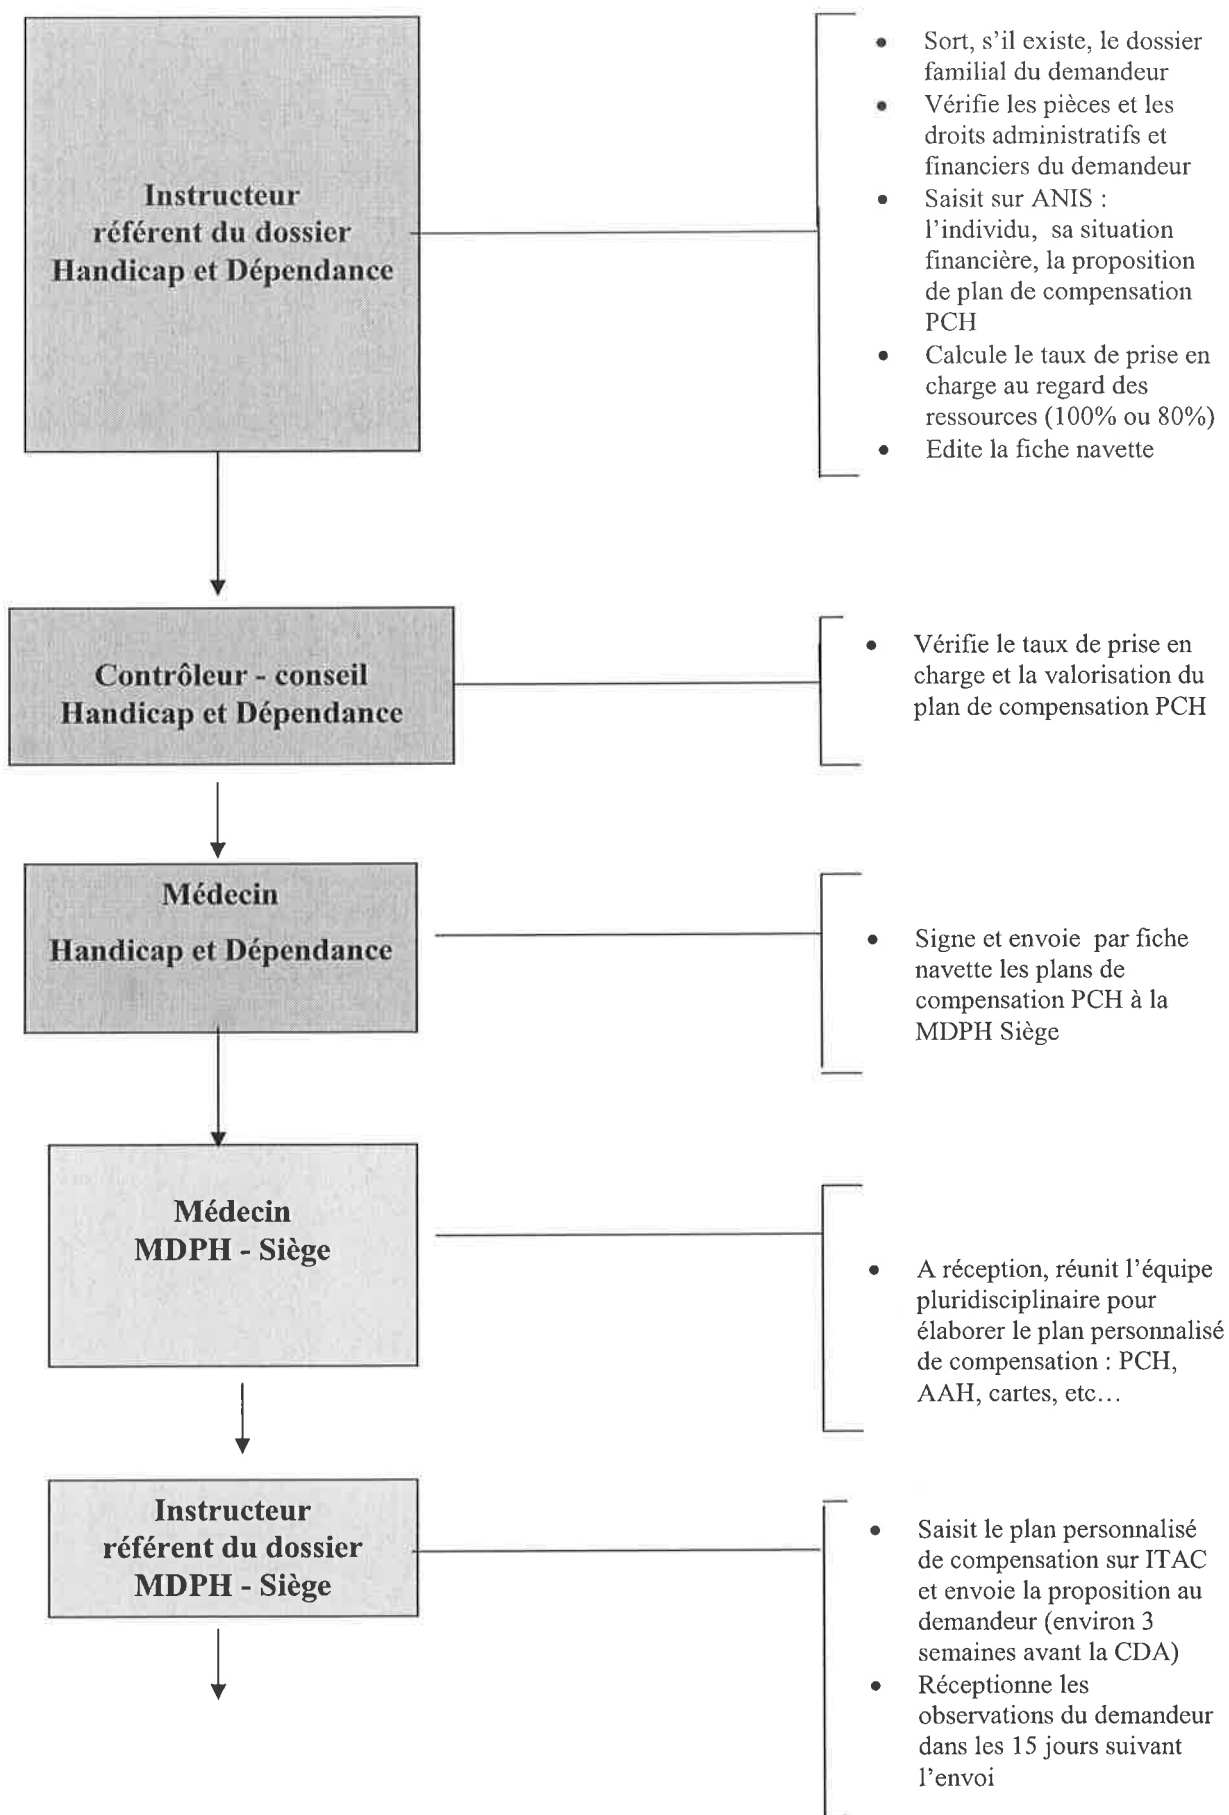 Instructeur
référent du dossier
Handicap et Dépendance
• Sort, s'il existe, le dossier
familial du demandeur
• Vérifie les pièces et les
droits administratifs et
financiers du demandeur
• Saisit sur ANIS :
l'individu, sa situation
financière, la proposition
de plan de compensation
PCH
• Calcule le taux de prise en
charge au regard des
ressources (100% ou 80%)
• Edite la fiche navette
Contrôleur - conseil
Handicap et Dépendance
• Vérifie le taux de prise en
charge et la valorisation du
plan de compensation PCH
Médecin
Handicap et Dépendance
• Signe et envoie par fiche
navette les plans de
compensation PCH à la
MDPH Siège
Médecin
MDPH - Siège
• A réception, réunit l'équipe
pluridisciplinaire pour
élaborer le plan personnalisé
de compensation : PCH,
AAH, cartes, etc…
Instructeur
référent du dossier
MDPH - Siège
• Saisit le plan personnalisé
de compensation sur ITAC
et envoie la proposition au
demandeur (environ 3
semaines avant la CDA)
• Réceptionne les
observations du demandeur
dans les 15 jours suivant
l'envoi